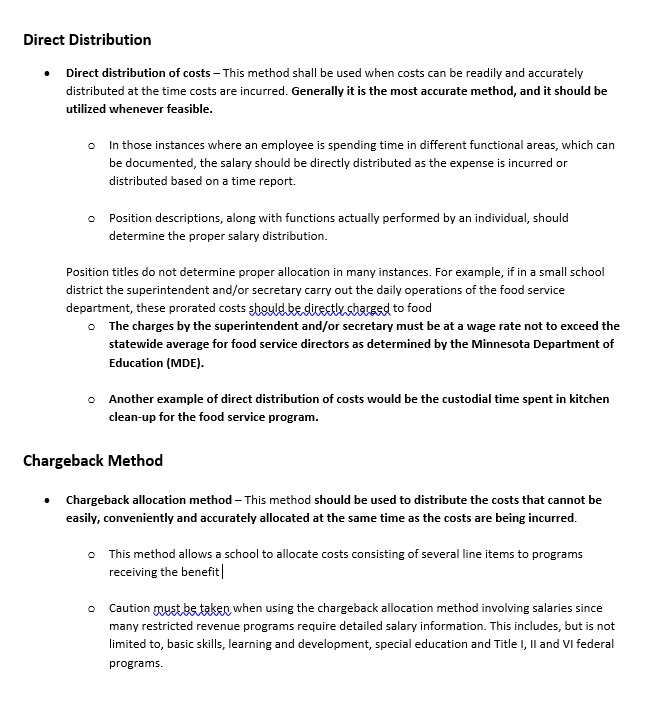 Direct Distribution
• Direct distribution of costs – This method shall be used when costs can be readily and accurately
distributed at the time costs are incurred. Generally it is the most accurate method, and it should be
utilized whenever feasible.
o In those instances where an employee is spending time in different functional areas, which can
be documented, the salary should be directly distributed as the expense is incurred or
distributed based on a time report.
o Position descriptions, along with functions actually performed by an individual, should
determine the proper salary distribution.
Position titles do not determine proper allocation in many instances. For example, if in a small school
district the superintendent and/or secretary carry out the daily operations of the food service
department, these prorated costs should be directly charged to food
o The charges by the superintendent and/or secretary must be at a wage rate not to exceed the
statewide average for food service directors as determined by the Minnesota Department of
Education (MDE).
o Another example of direct distribution of costs would be the custodial time spent in kitchen
clean-up for the food service program.
Chargeback Method
• Chargeback allocation method – This method should be used to distribute the costs that cannot be
easily, conveniently and accurately allocated at the same time as the costs are being incurred.
o This method allows a school to allocate costs consisting of several line items to programs
receiving the benefit
o Caution must be taken when using the chargeback allocation method involving salaries since
many restricted revenue programs require detailed salary information. This includes, but is not
limited to, basic skills, learning and development, special education and Title I, II and VI federal
programs.